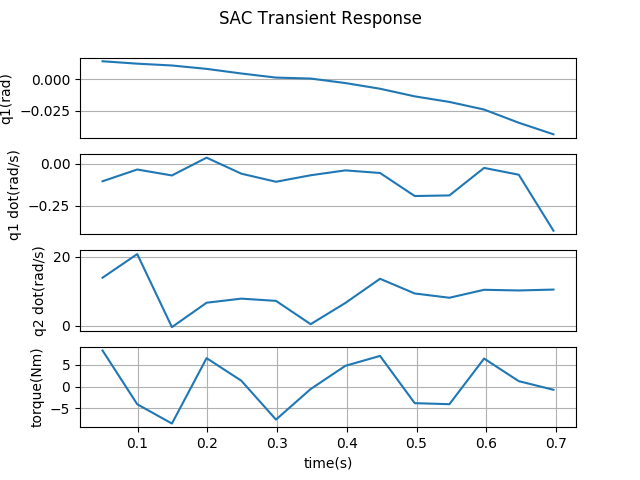 SAC Transient Response
0.000
−0.025
q1(rad)
0.00
−0.25
q1 dot(rad/s)
20
0
q2 dot(rad/s)
5
0
−5
torque(Nm)
0.1 0.2 0.3 0.4 0.5 0.6 0.7
time(s)